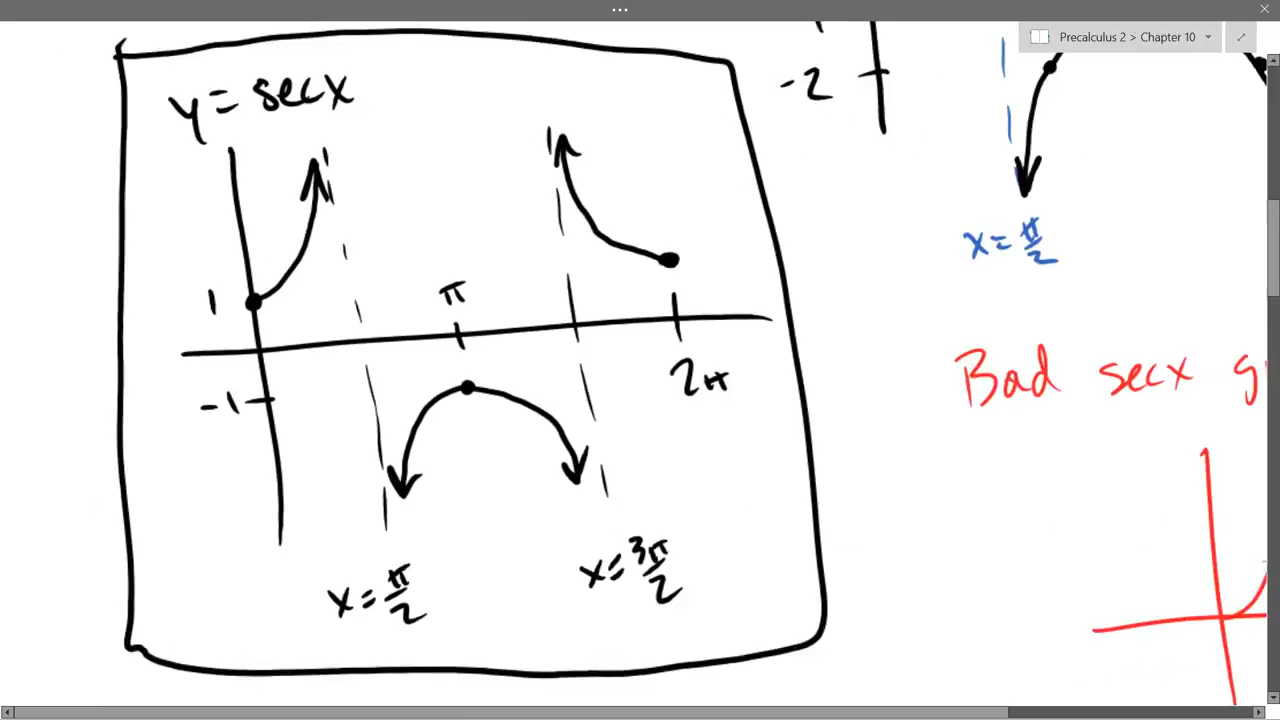 Precalculus 2 > Chapter 10
y = secx
-2
1
π
-1
2π
x = π/2
x = 3π/2
x = π/2
Bad secx g